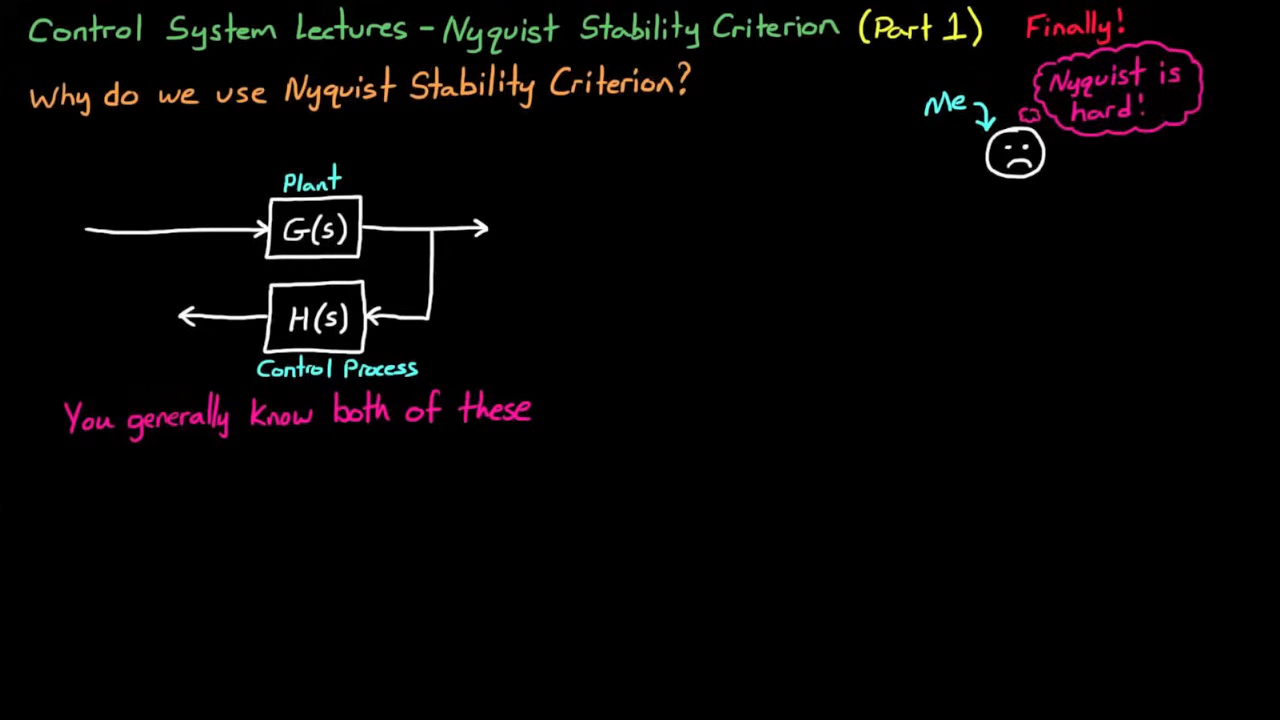 Control System Lectures - Nyquist Stability Criterion (Part 1) Finally!
Why do we use Nyquist Stability Criterion?
Nyquist is
hard!
Me
Plant
G(s)
H(s)
Control Process
You generally know both of these